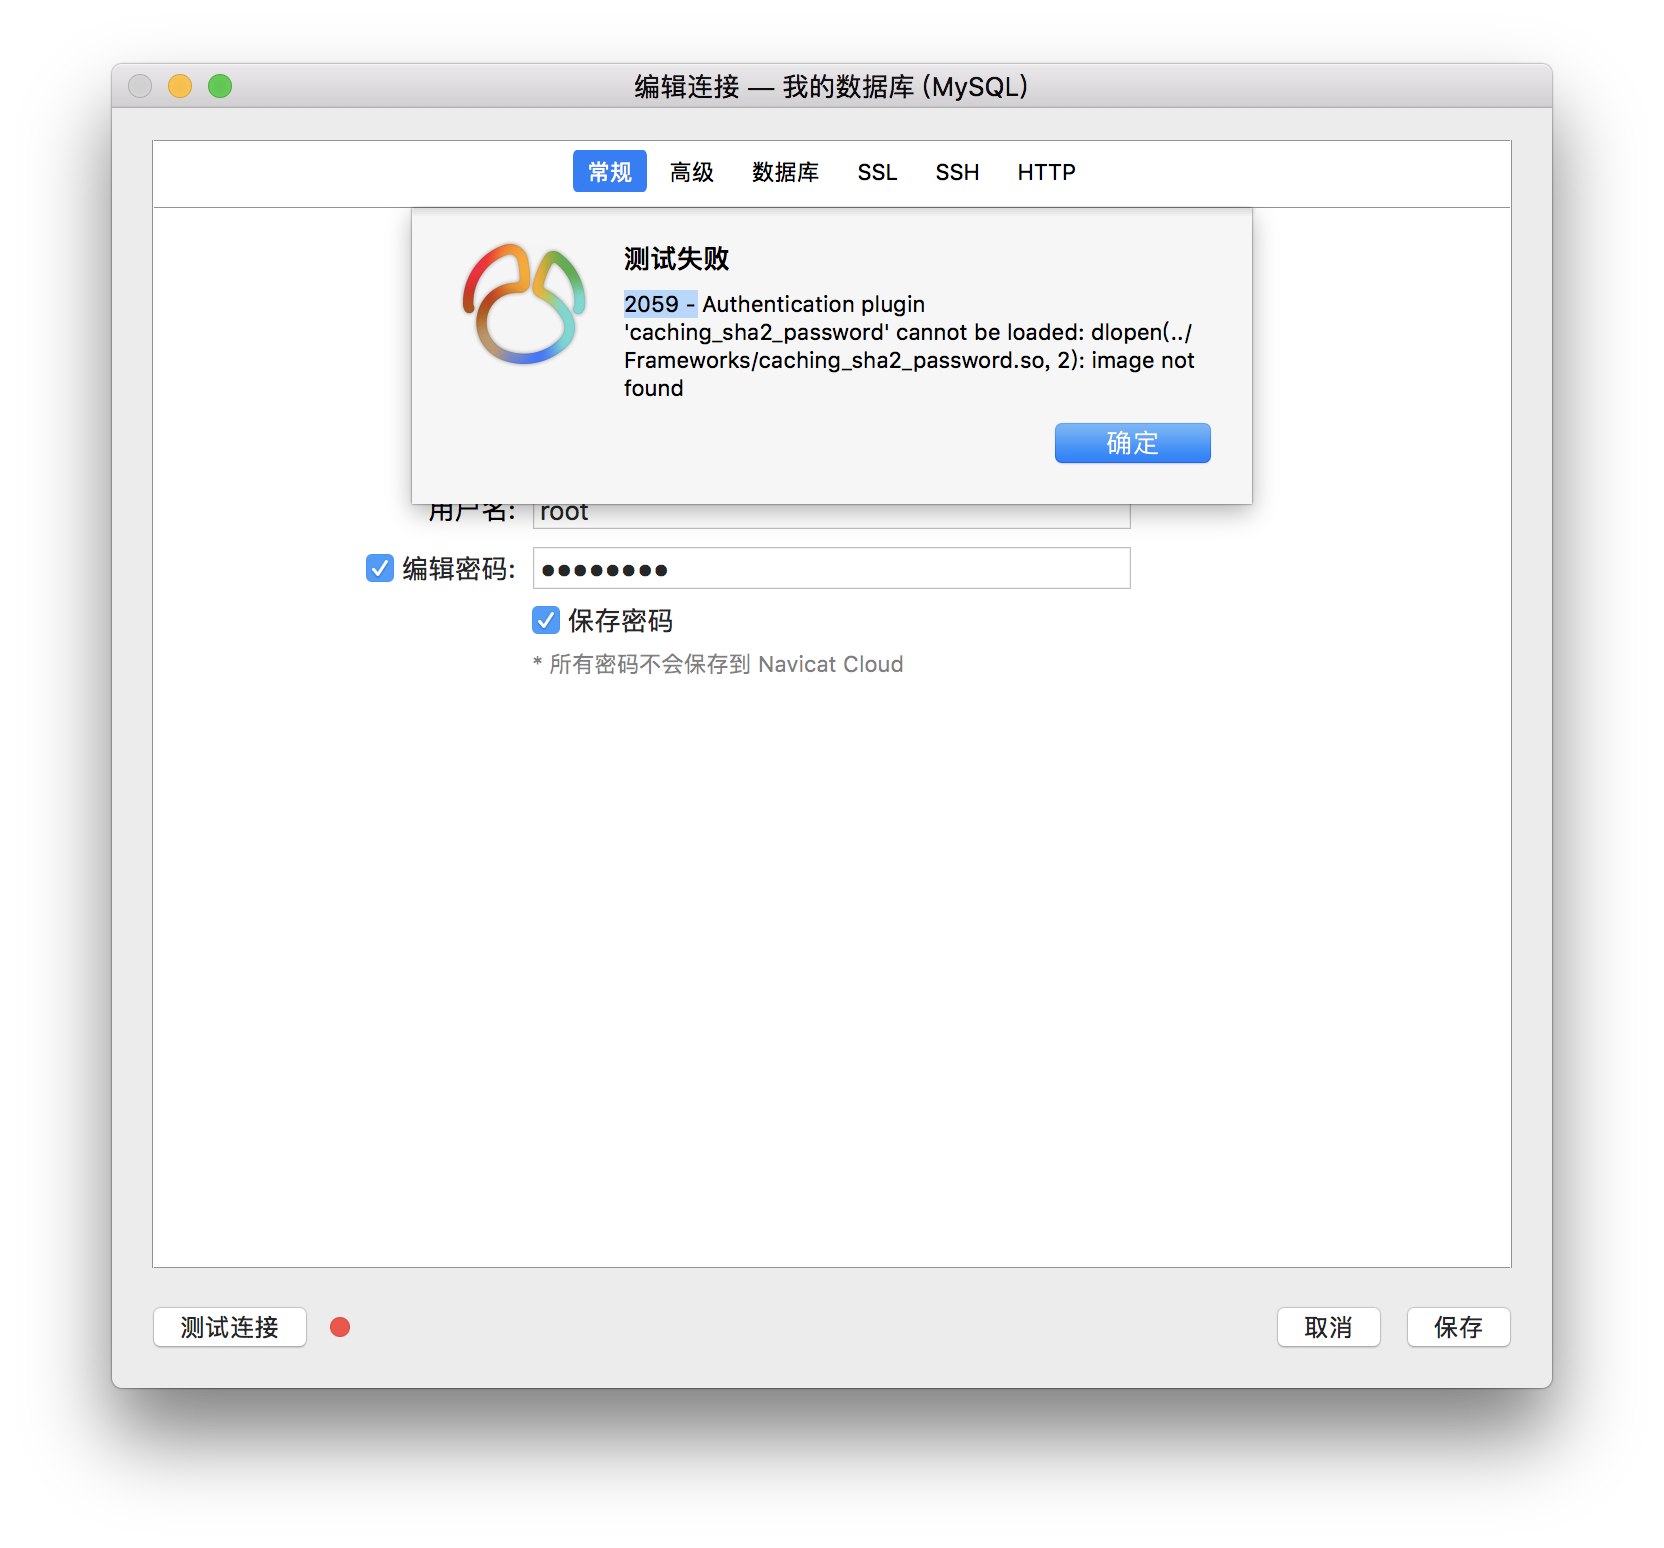 编辑连接 — 我的数据库 (MySQL)
常规 高级 数据库 SSL SSH HTTP
测试失败
2059 - Authentication plugin
'caching_sha2_password' cannot be loaded: dlopen(../
Frameworks/caching_sha2_password.so, 2): image not
found
确定
用户名: root
编辑密码: ••••••••
保存密码
* 所有密码不会保存到 Navicat Cloud
测试连接 取消 保存